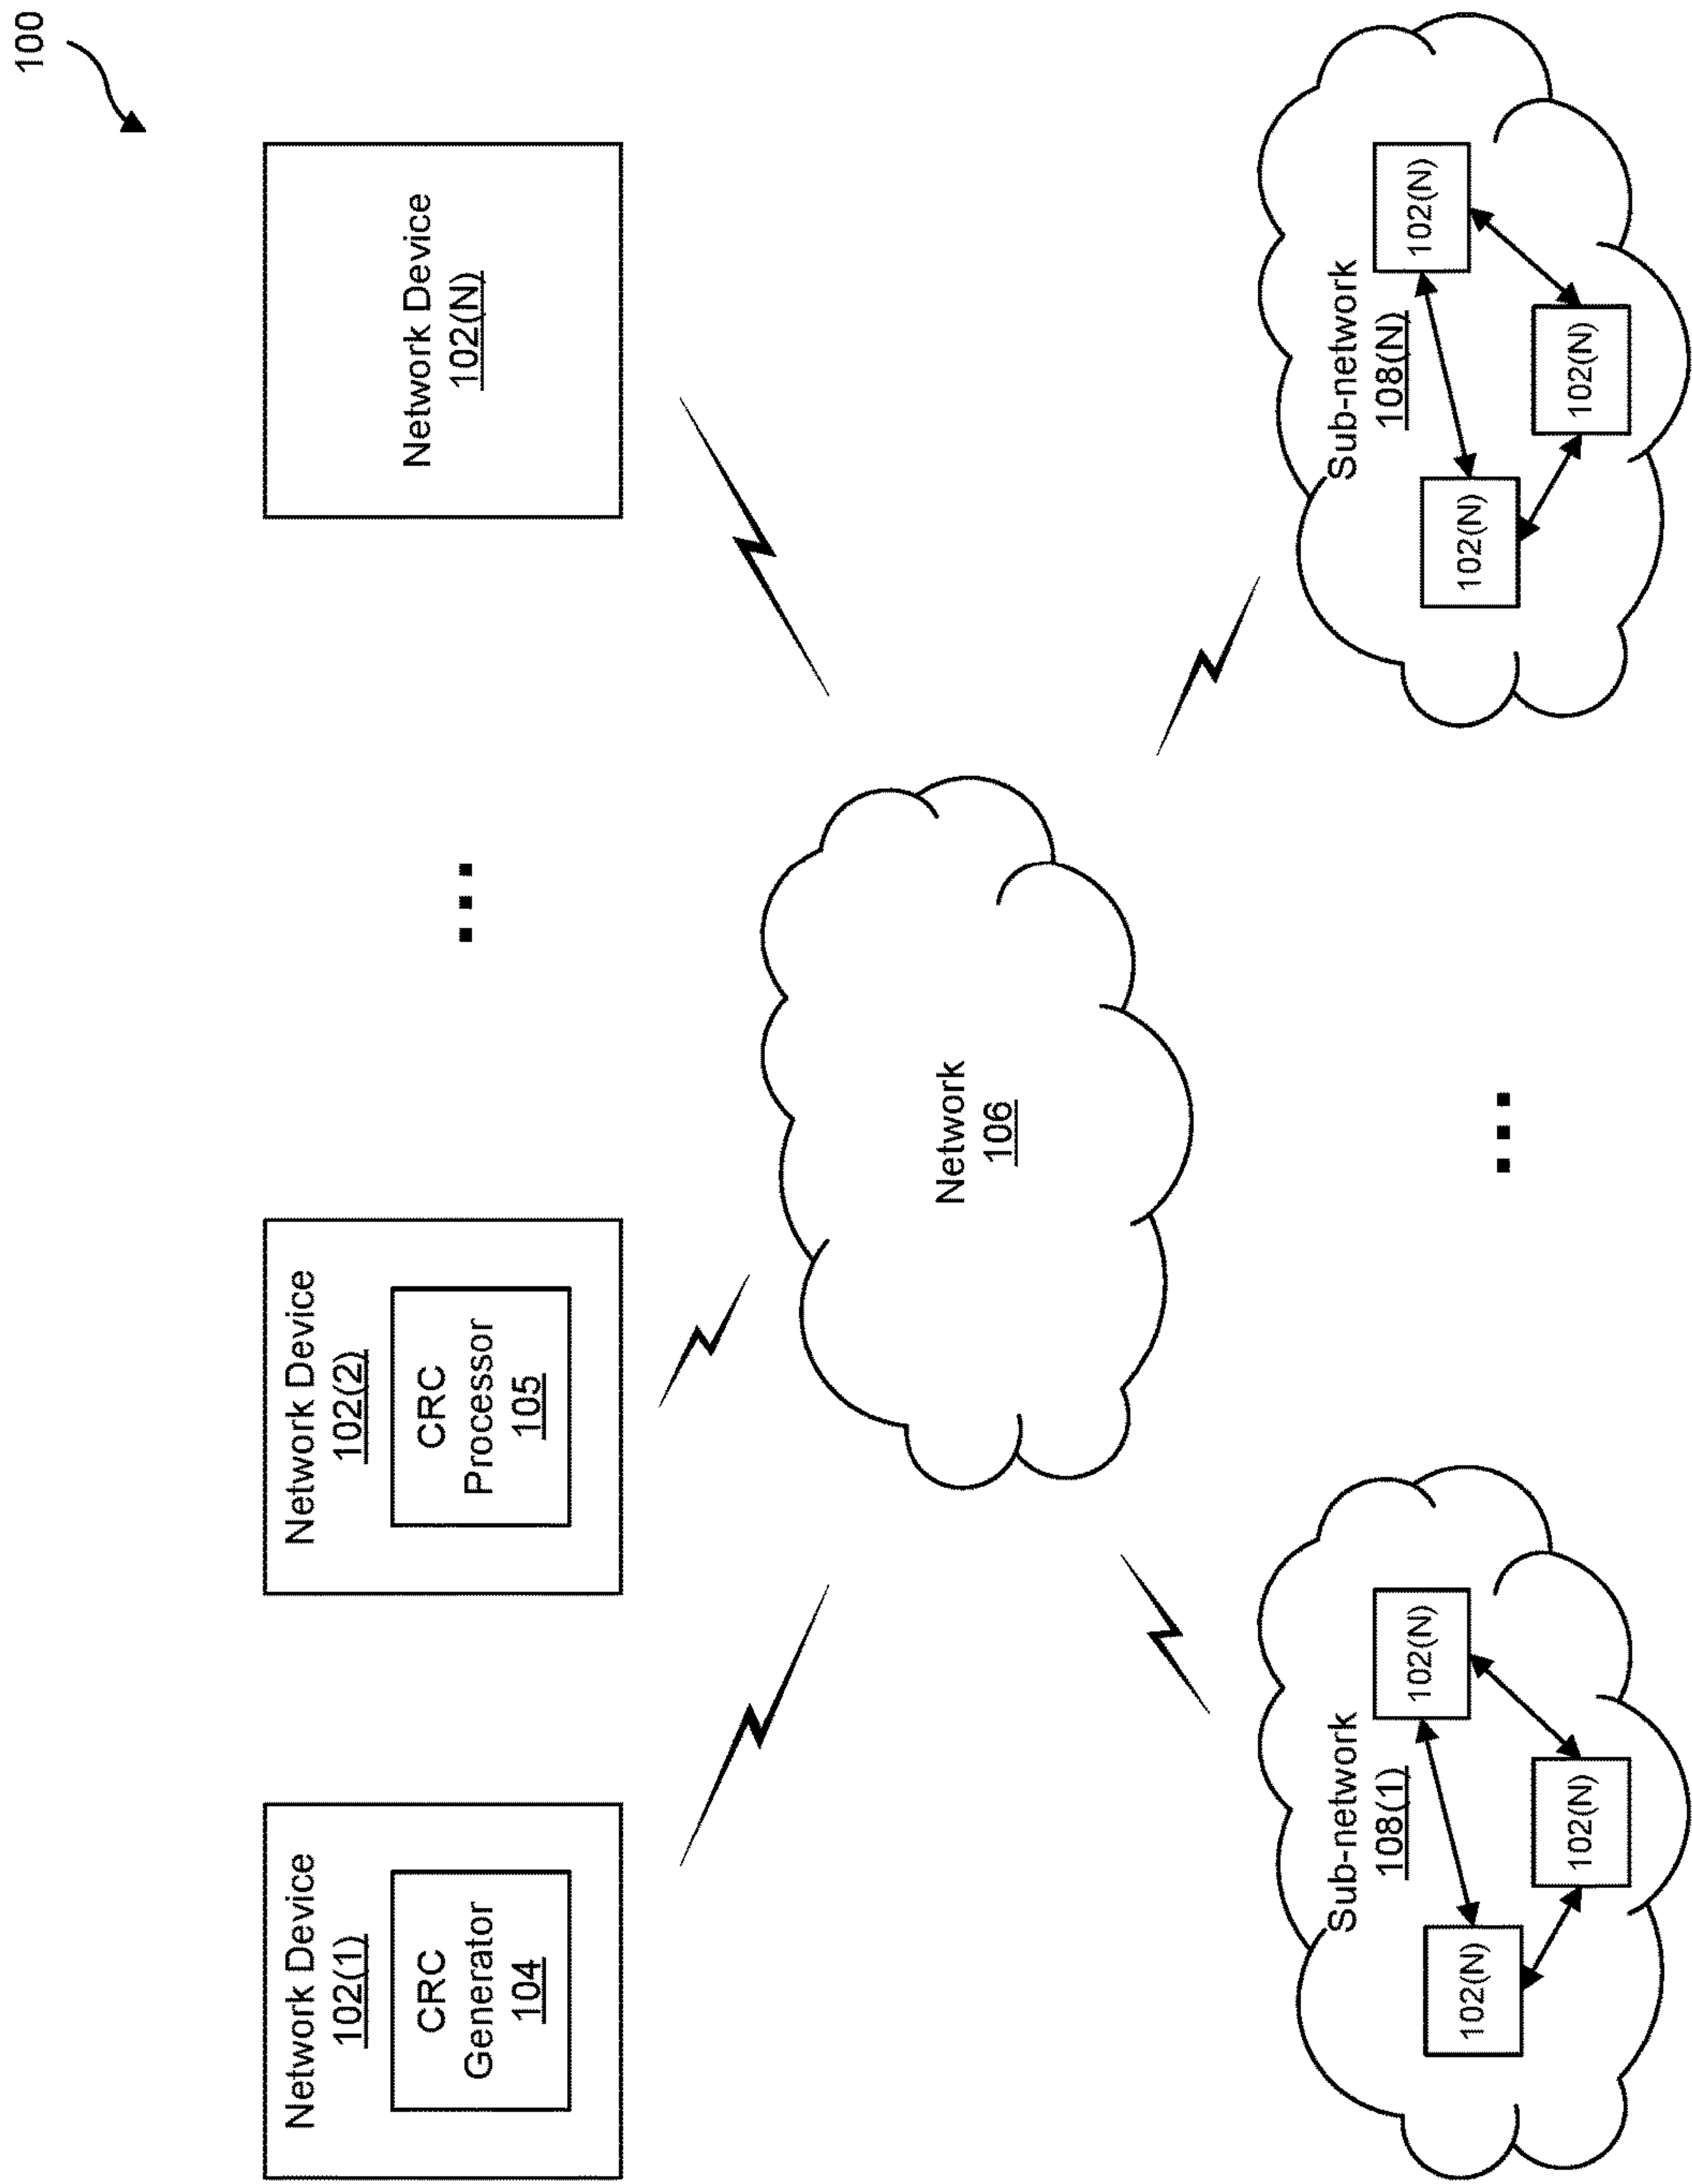 100
Network Device
102(1)
CRC
Generator
104
Network Device
102(2)
CRC
Processor
105
...
Network Device
102(N)
Network
106
Sub-network
108(1)
102(N)
102(N)
102(N)
...
Sub-network
108(N)
102(N)
102(N)
102(N)